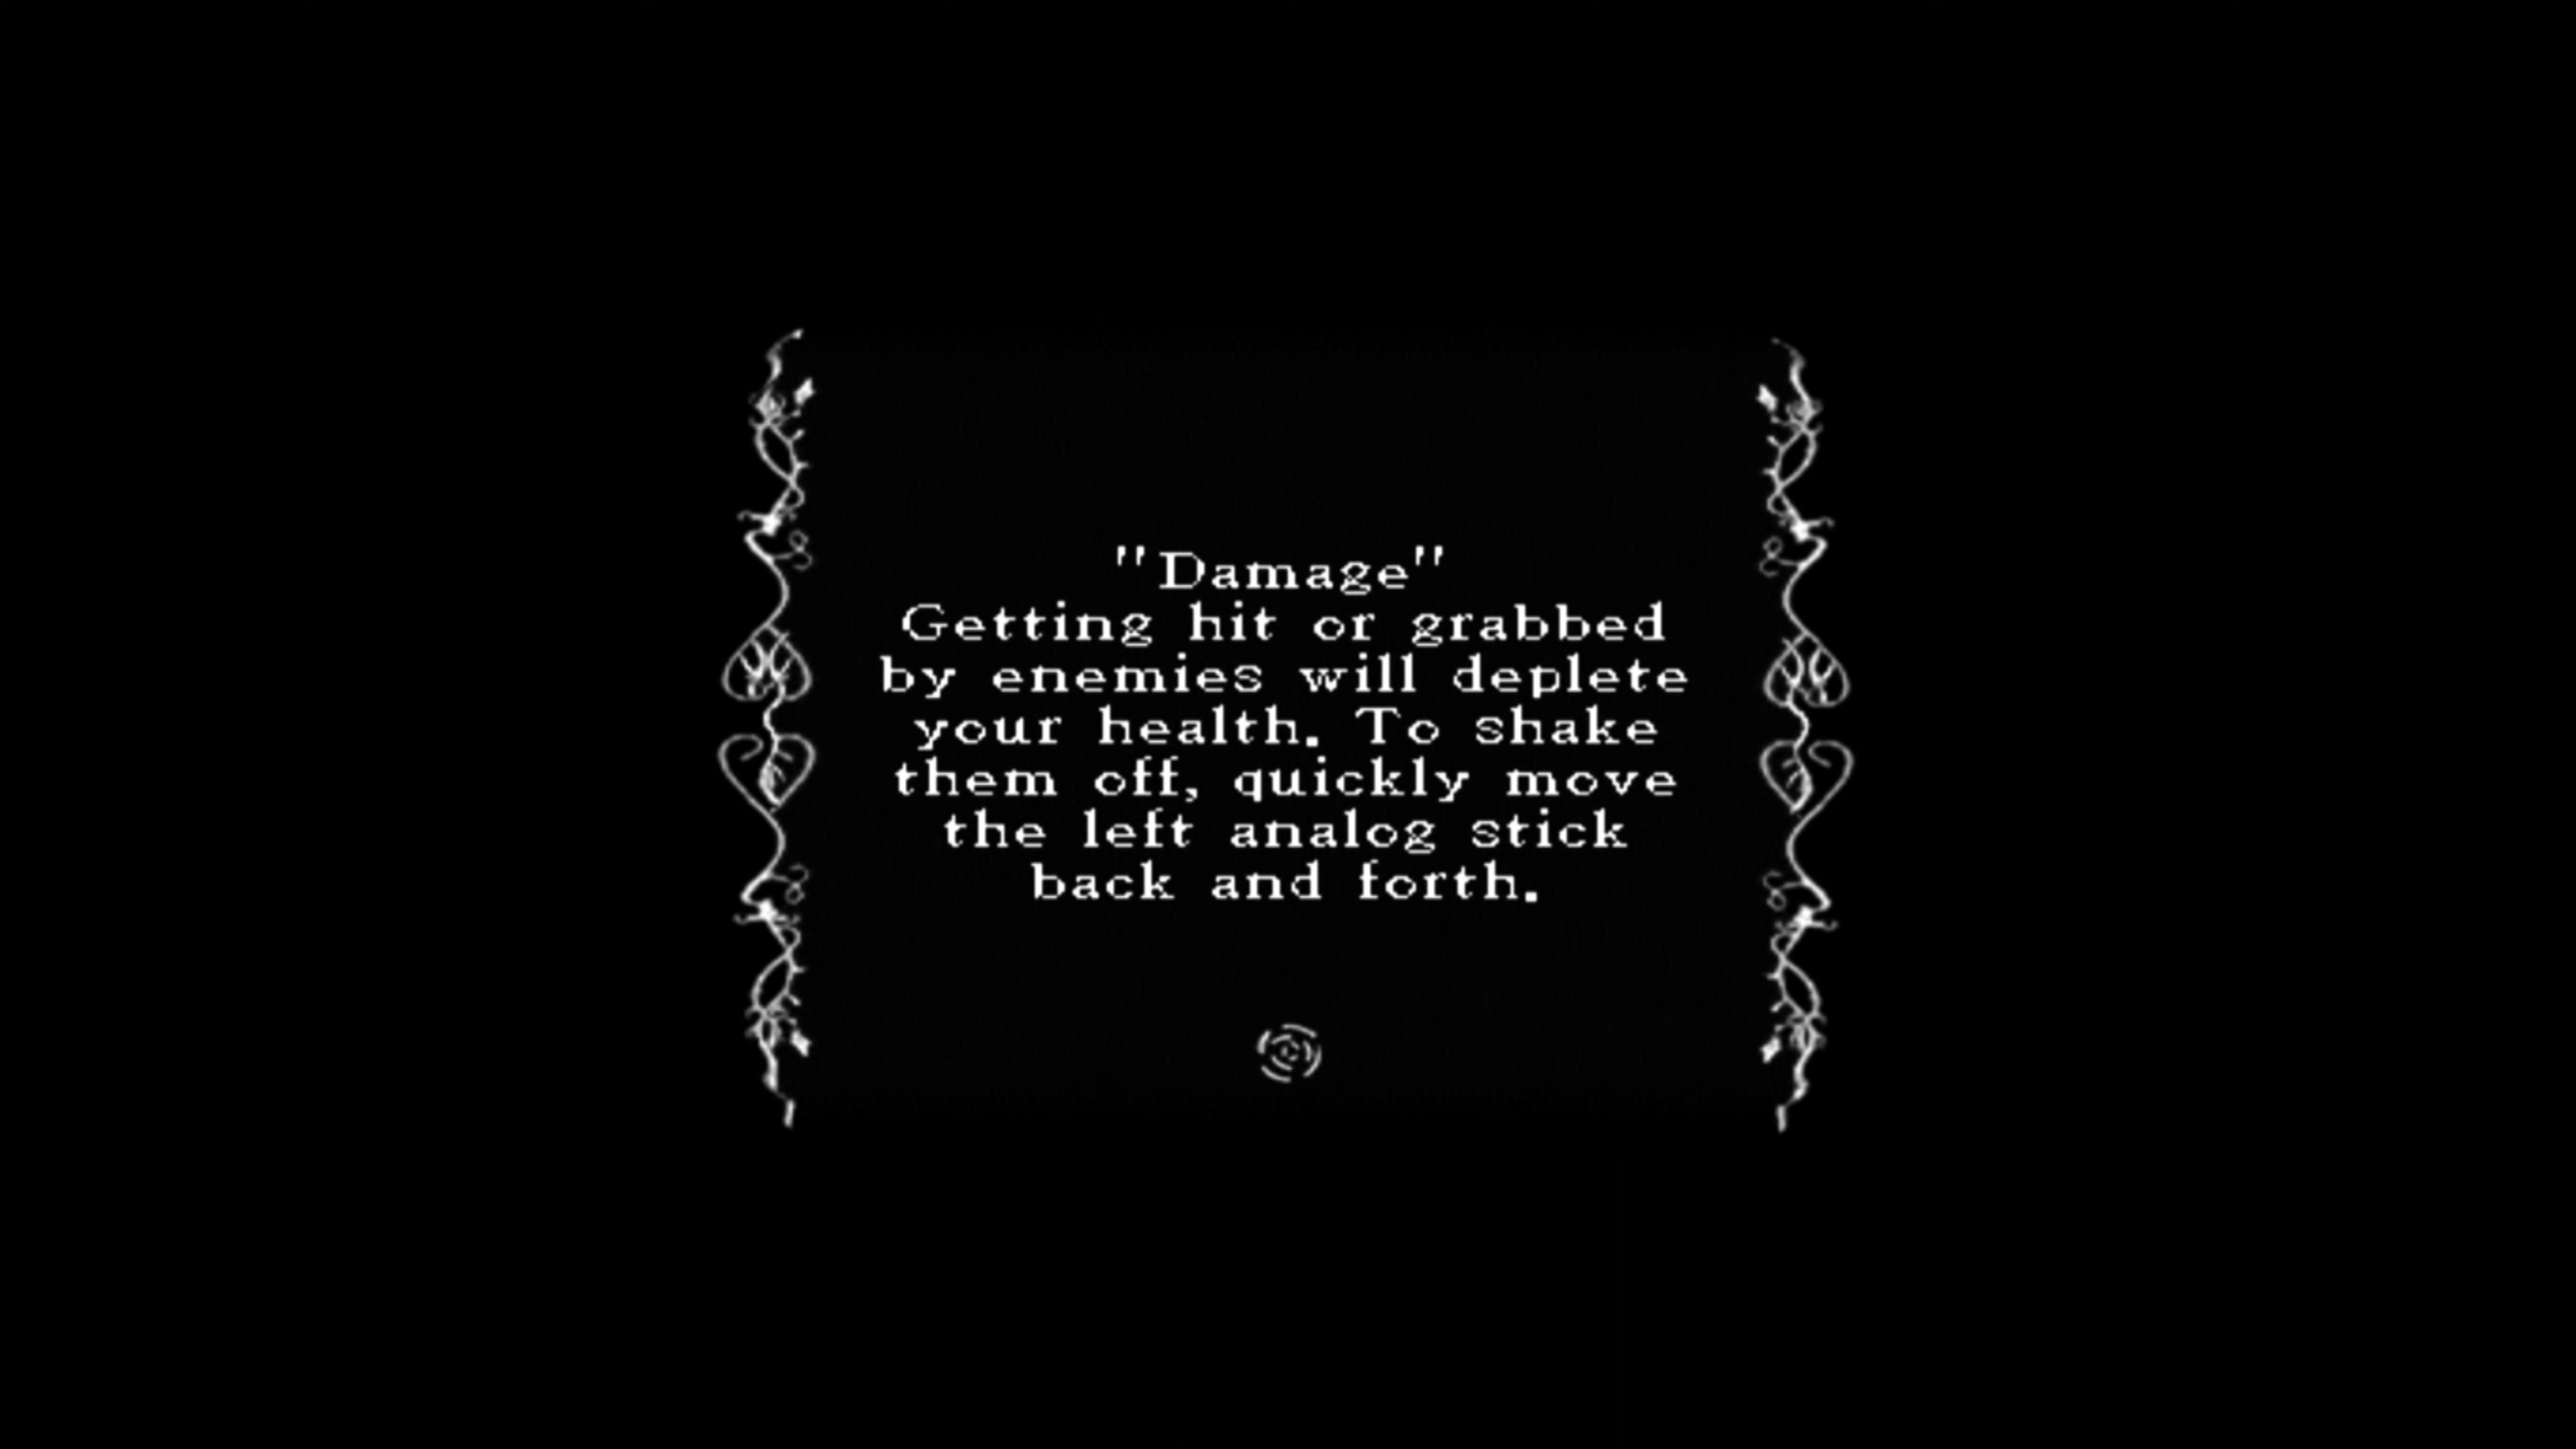 "Damage"
Getting hit or grabbed
by enemies will deplete
your health. To shake
them off, quickly move
the left analog stick
back and forth.